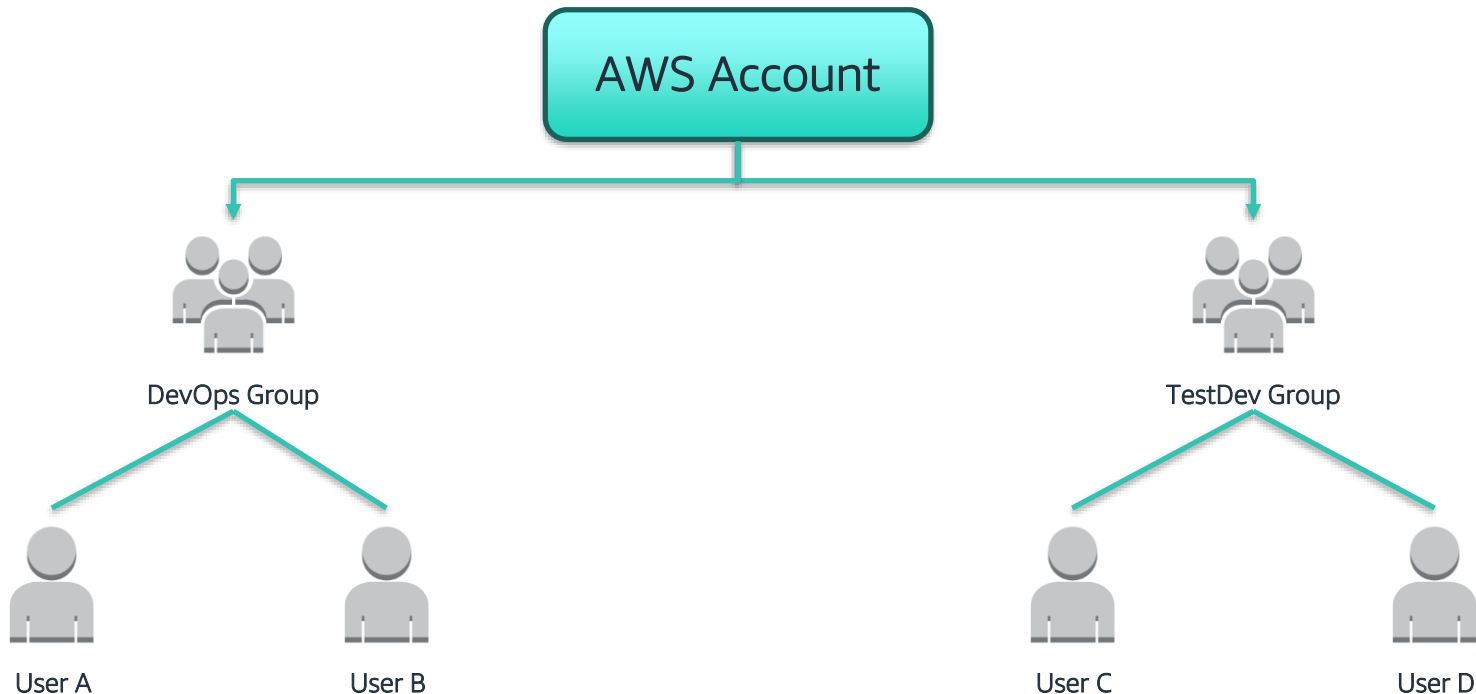 AWS Account
DevOps Group
TestDev Group
User A
User B
User C
User D